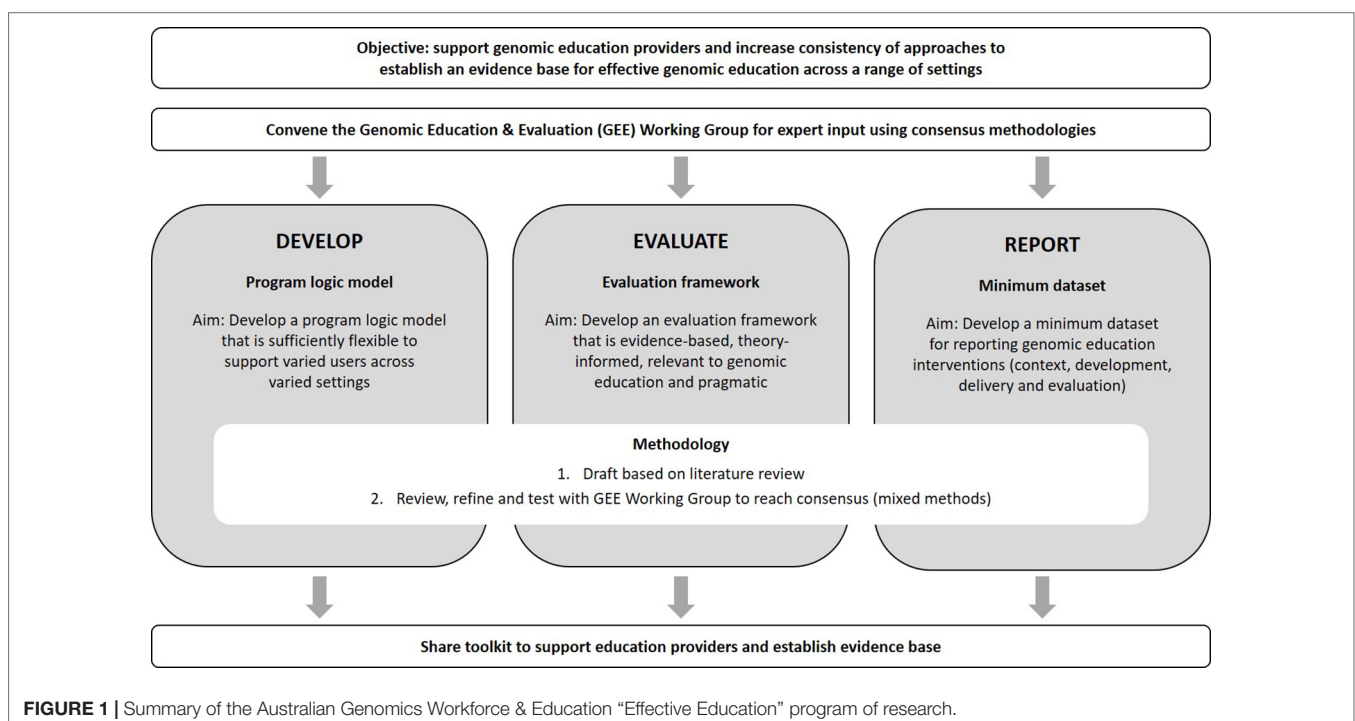 Objective: support genomic education providers and increase consistency of approaches to
establish an evidence base for effective genomic education across a range of settings
Convene the Genomic Education & Evaluation (GEE) Working Group for expert input using consensus methodologies
DEVELOP
Program logic model
Aim: Develop a program logic model
that is sufficiently flexible to
support varied users across
varied settings
EVALUATE
Evaluation framework
Aim: Develop an evaluation framework
that is evidence-based, theory-
informed, relevant to genomic
education and pragmatic
REPORT
Minimum dataset
Aim: Develop a minimum dataset
for reporting genomic education
interventions (context, development,
delivery and evaluation)
Methodology
1. Draft based on literature review
2. Review, refine and test with GEE Working Group to reach consensus (mixed methods)
Share toolkit to support education providers and establish evidence base
FIGURE 1 | Summary of the Australian Genomics Workforce & Education “Effective Education” program of research.